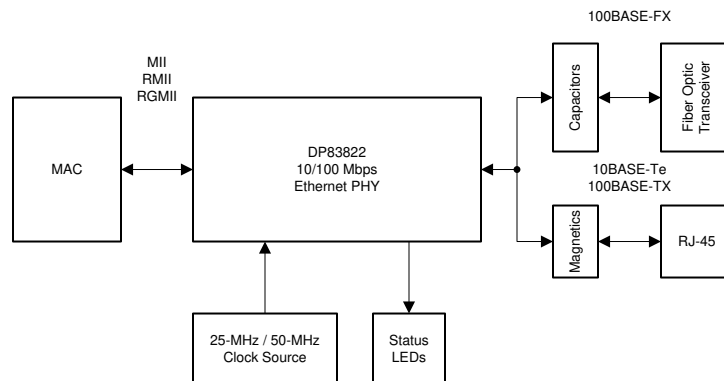 100BASE-FX
MII
RMII
RGMII
Capacitors
Fiber Optic
Transceiver
MAC
DP83822
10/100 Mbps
Ethernet PHY
10BASE-Te
100BASE-TX
Magnetics
RJ-45
25-MHz / 50-MHz
Clock Source
Status
LEDs